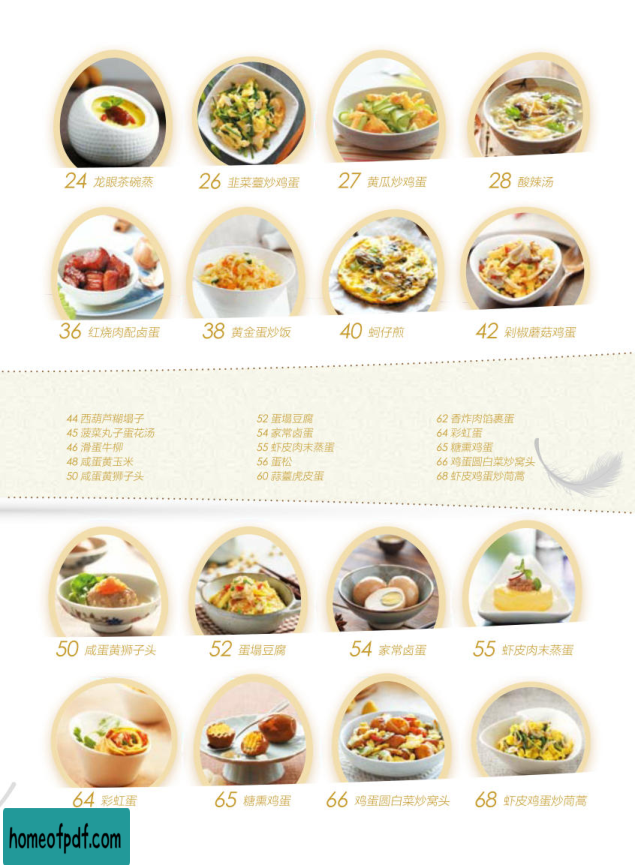 24 龙眼茶碗蒸
26 韭菜薹炒鸡蛋
27 黄瓜炒鸡蛋
28 酸辣汤
36 红烧肉配卤蛋
38 黄金蛋炒饭
40 蚵仔煎
42 剁椒蘑菇鸡蛋
44 西葫芦糊塌子
45 菠菜丸子蛋花汤
46 滑蛋牛柳
48 咸蛋黄玉米
50 咸蛋黄狮子头
52 蛋塌豆腐
54 家常卤蛋
55 虾皮肉末蒸蛋
56 蛋松
60 蒜薹虎皮蛋
62 香炸肉馅裹蛋
64 彩虹蛋
65 糖熏鸡蛋
66 鸡蛋圆白菜炒窝头
68 虾皮鸡蛋炒茼蒿
50 咸蛋黄狮子头
52 蛋塌豆腐
54 家常卤蛋
55 虾皮肉末蒸蛋
64 彩虹蛋
65 糖熏鸡蛋
66 鸡蛋圆白菜炒窝头
68 虾皮鸡蛋炒茼蒿
homeofpdf.com